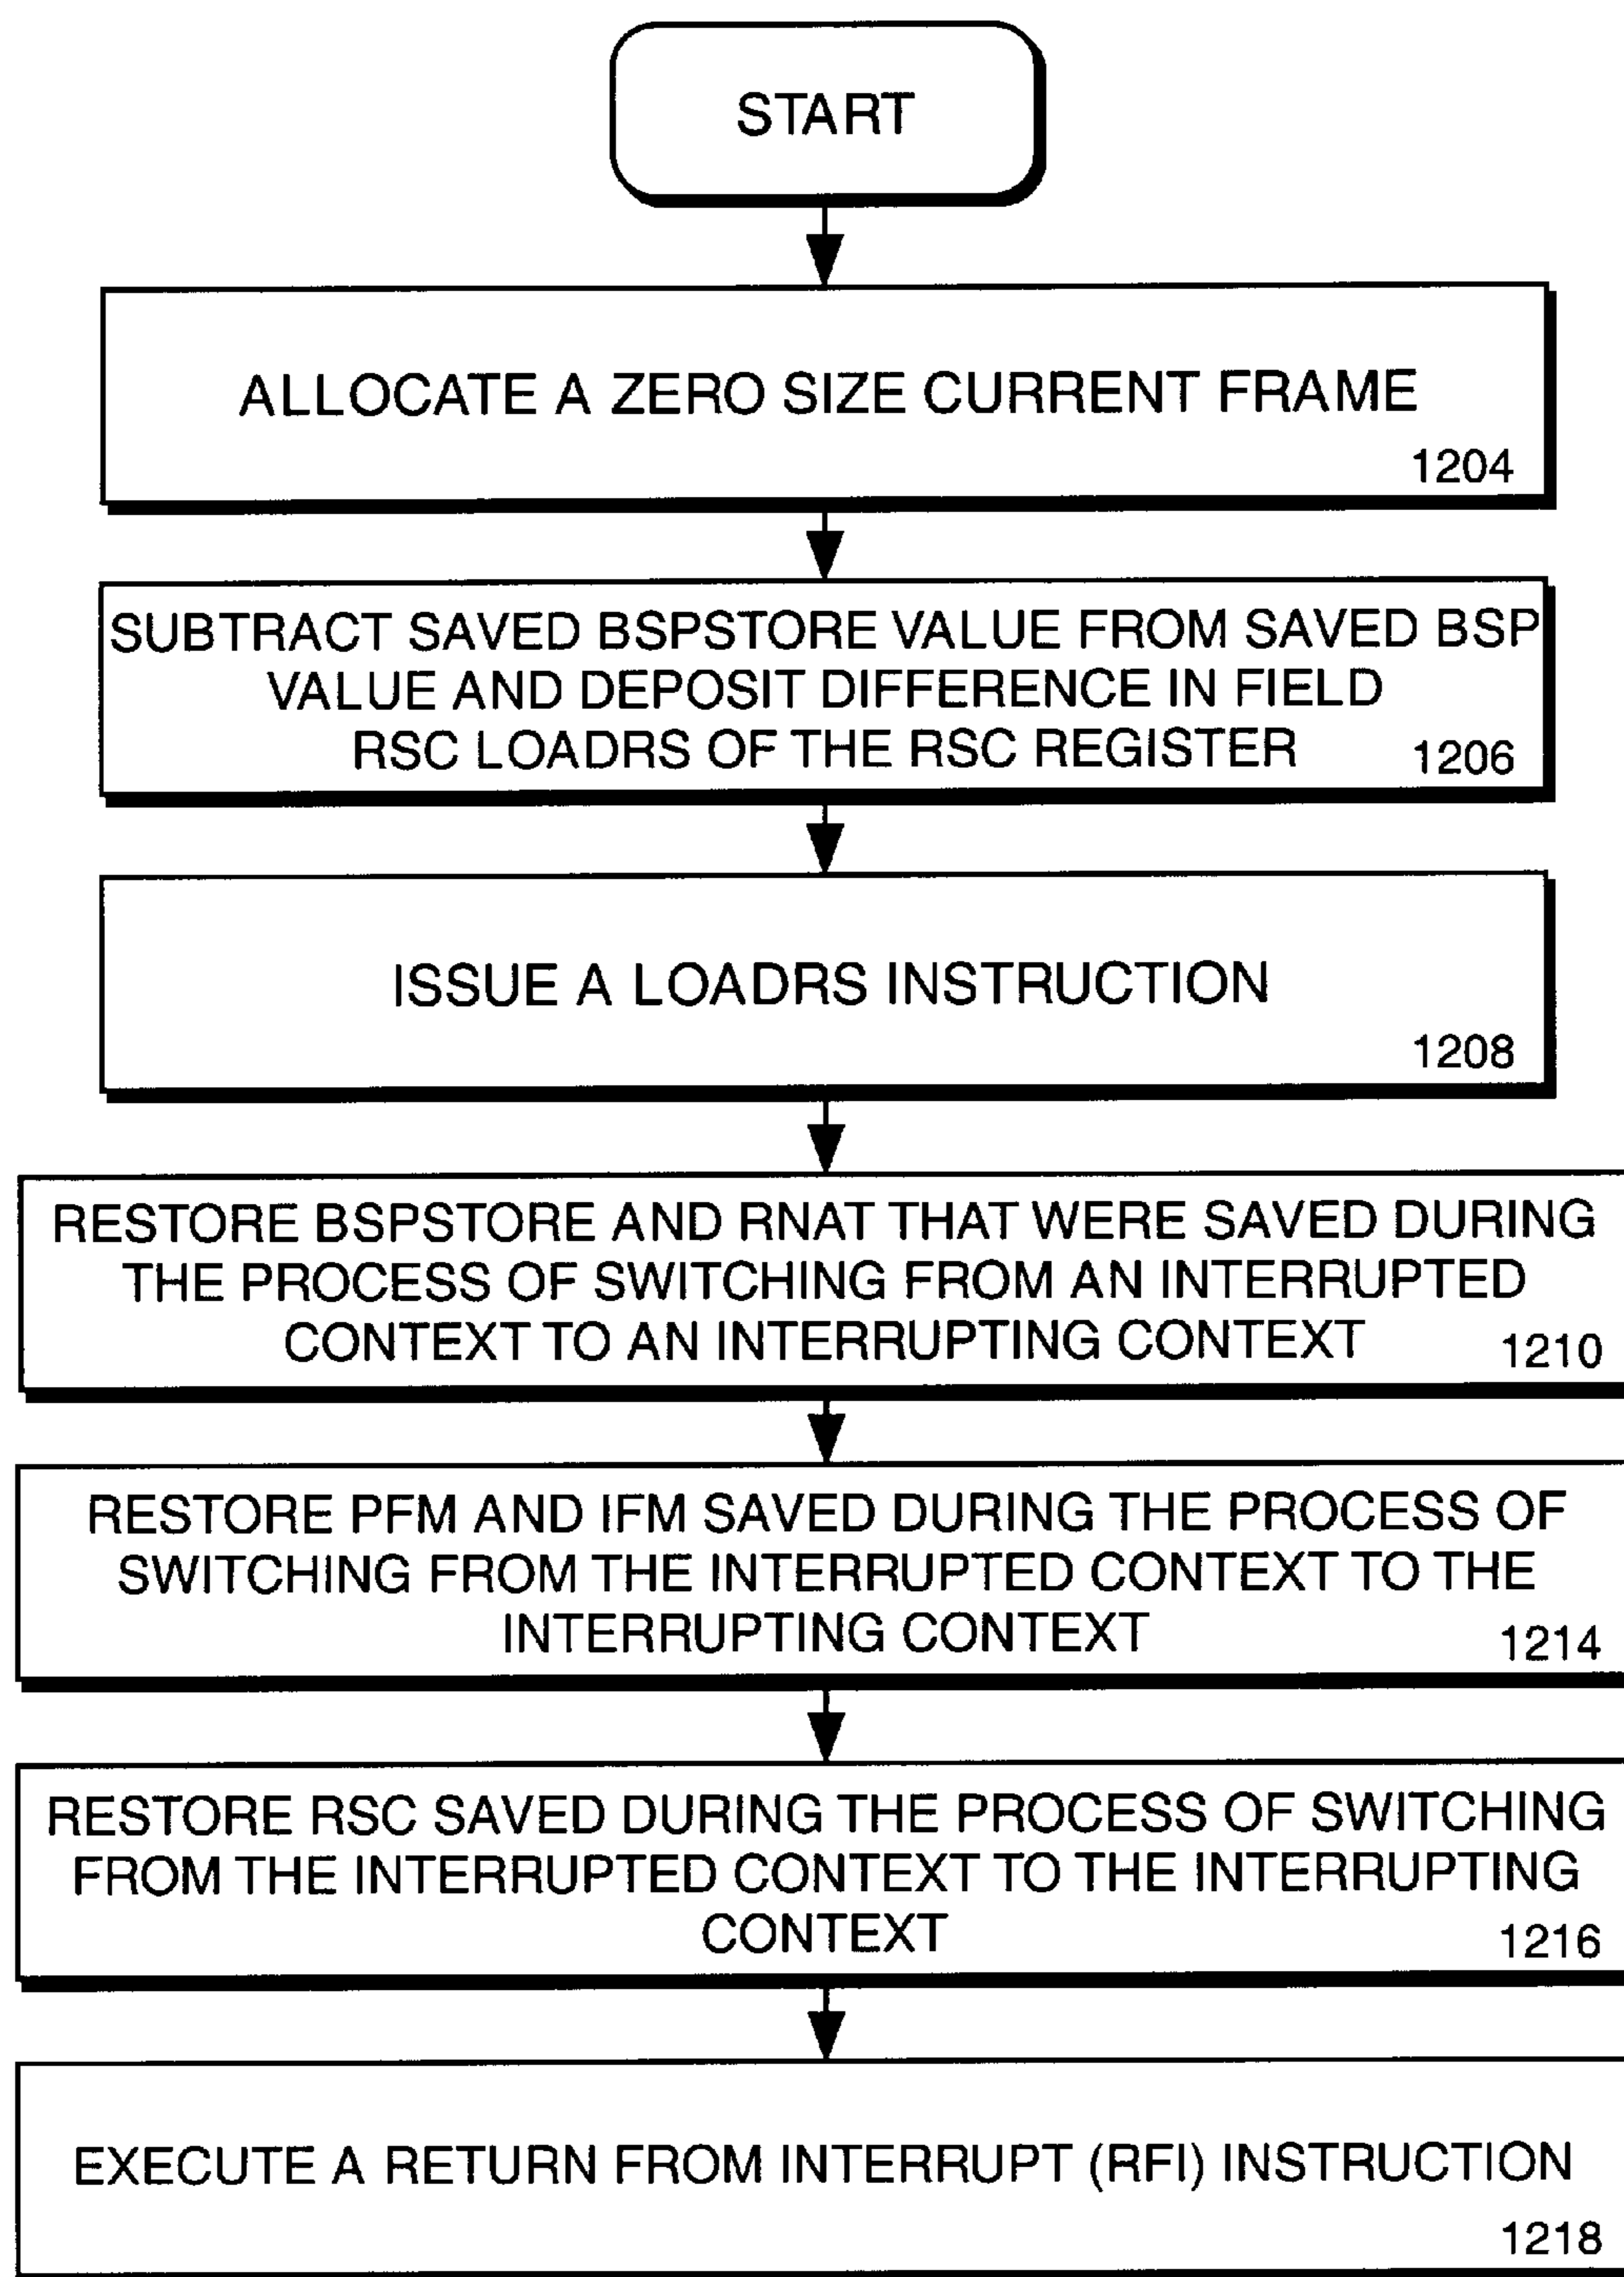 START
ALLOCATE A ZERO SIZE CURRENT FRAME
1204
SUBTRACT SAVED BSPSTORE VALUE FROM SAVED BSP
VALUE AND DEPOSIT DIFFERENCE IN FIELD
RSC LOADRS OF THE RSC REGISTER
1206
ISSUE A LOADRS INSTRUCTION
1208
RESTORE BSPSTORE AND RNAT THAT WERE SAVED DURING
THE PROCESS OF SWITCHING FROM AN INTERRUPTED
CONTEXT TO AN INTERRUPTING CONTEXT
1210
RESTORE PFM AND IFM SAVED DURING THE PROCESS OF
SWITCHING FROM THE INTERRUPTED CONTEXT TO THE
INTERRUPTING CONTEXT
1214
RESTORE RSC SAVED DURING THE PROCESS OF SWITCHING
FROM THE INTERRUPTED CONTEXT TO THE INTERRUPTING
CONTEXT
1216
EXECUTE A RETURN FROM INTERRUPT (RFI) INSTRUCTION
1218